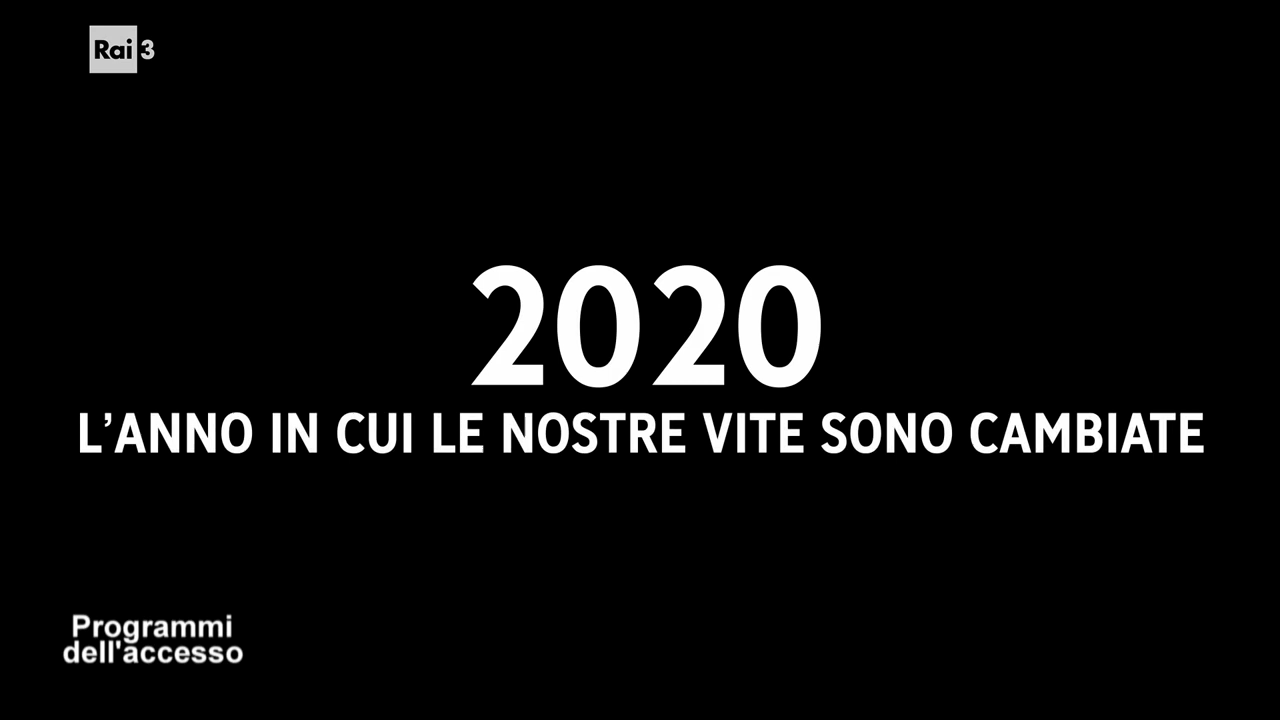 Rai 3
2020
L’ANNO IN CUI LE NOSTRE VITE SONO CAMBIATE
Programmi
dell'accesso